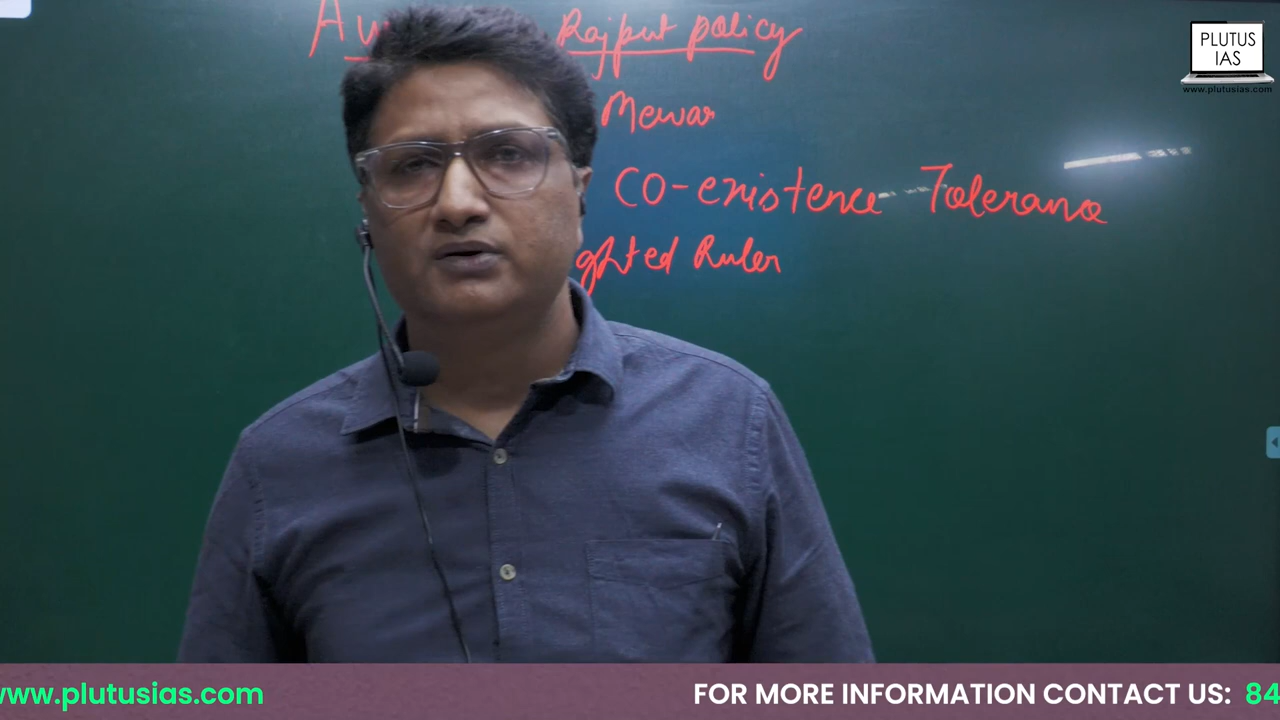 Rajput policy
Mewar
Co-existence Tolerance
ghted Ruler
PLUTUS
IAS
www.plutusias.com
www.plutusias.com
FOR MORE INFORMATION CONTACT US: 84